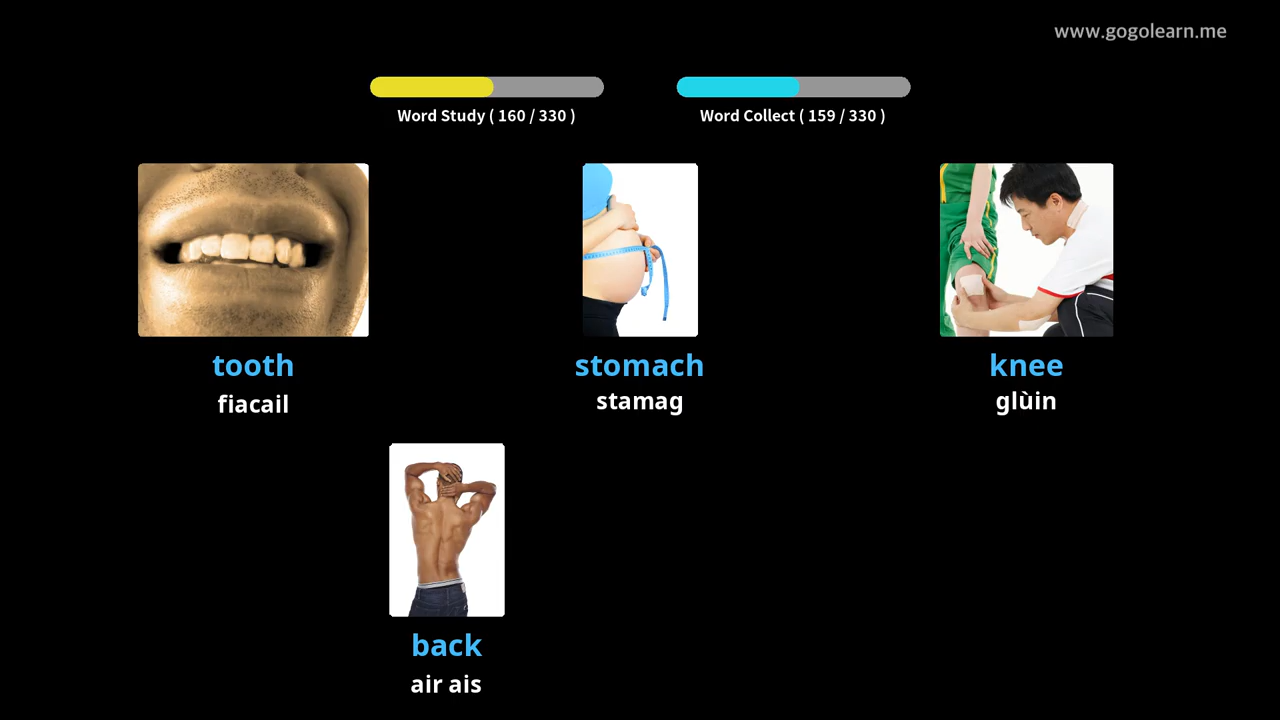 www.gogolearn.me
Word Study ( 160 / 330 )
Word Collect ( 159 / 330 )
tooth
fiacail
stomach
stamag
knee
glùin
back
air ais